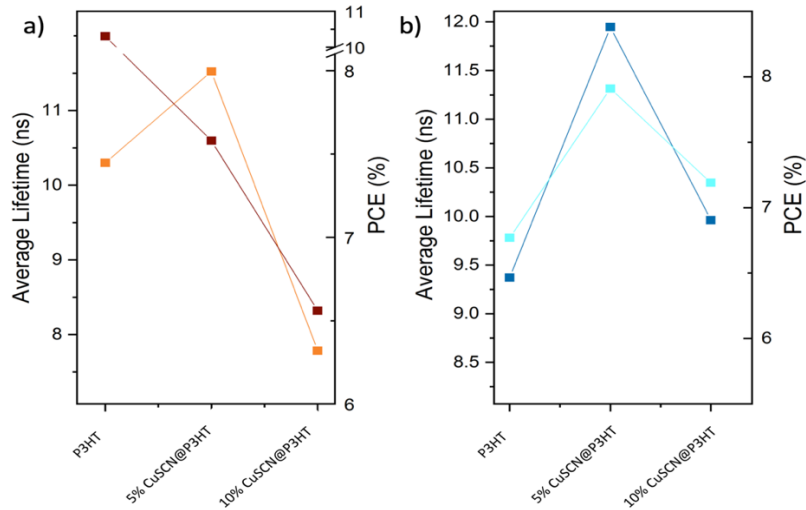 a)
Average Lifetime (ns)
11
10
9
8
11
10
8
7
6
PCE (%)
P3HT
5% CuSCN@P3HT
10% CuSCN@P3HT
b)
Average Lifetime (ns)
12.0
11.5
11.0
10.5
10.0
9.5
9.0
8.5
8
7
6
PCE (%)
P3HT
5% CuSCN@P3HT
10% CuSCN@P3HT